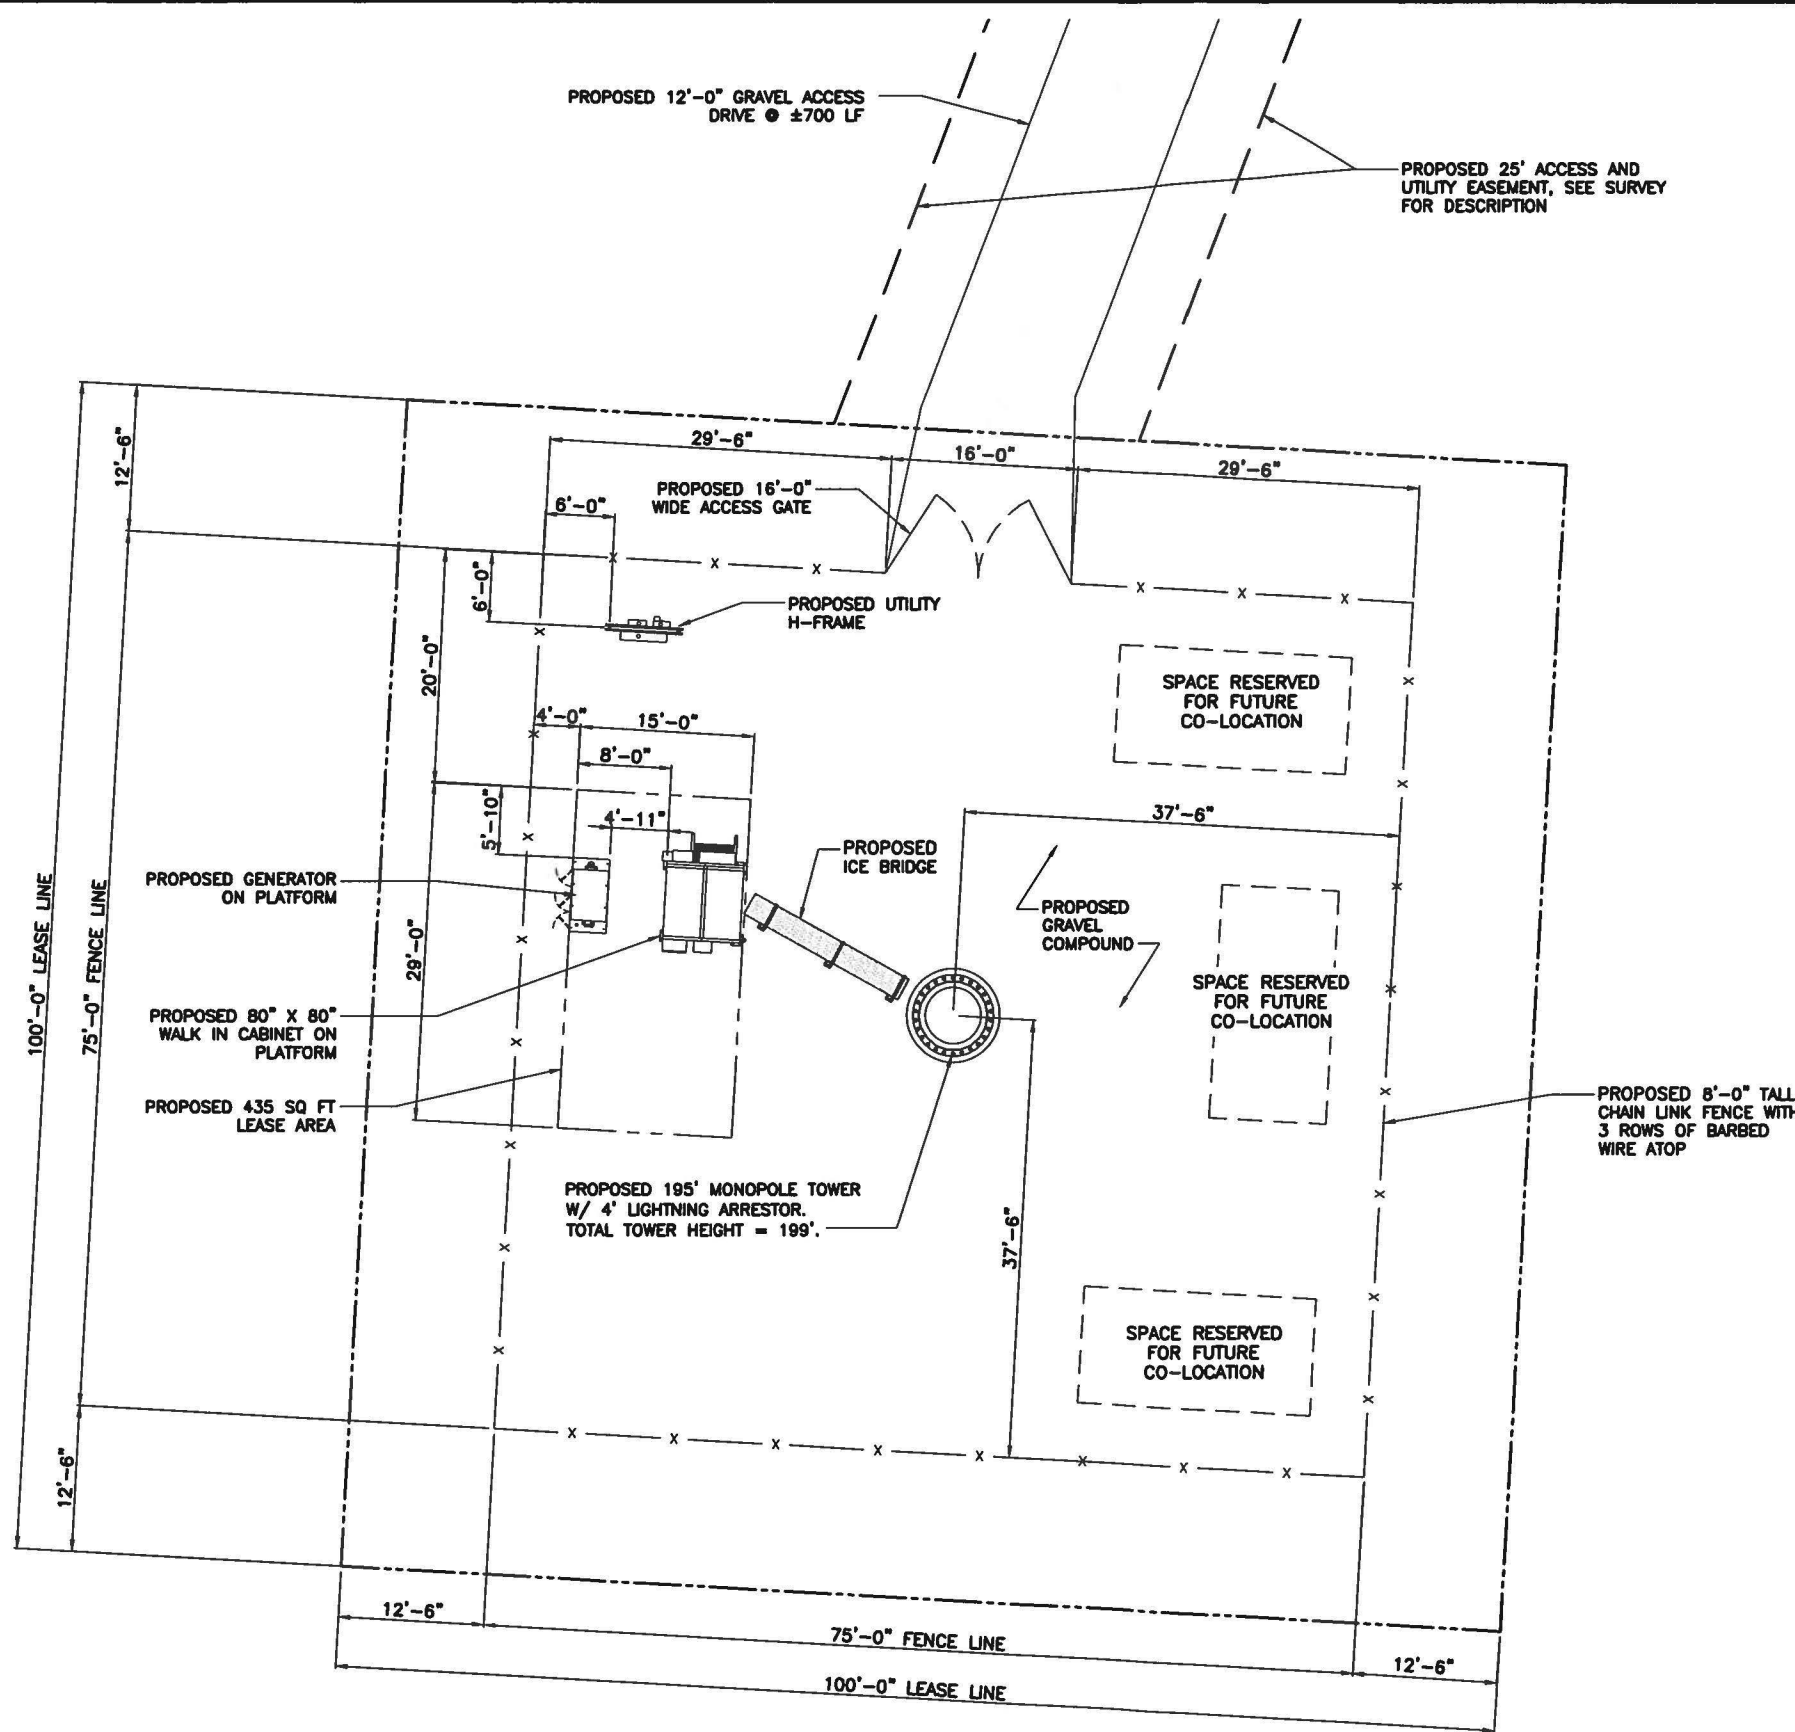 PROPOSED 12'-0" GRAVEL ACCESS
DRIVE @ ±700 LF
PROPOSED 25' ACCESS AND
UTILITY EASEMENT, SEE SURVEY
FOR DESCRIPTION
12'-6"
29'-6"
16'-0"
29'-6"
PROPOSED 16'-0"
WIDE ACCESS GATE
6'-0"
6'-0"
PROPOSED UTILITY
H-FRAME
20'-0"
SPACE RESERVED
FOR FUTURE
CO-LOCATION
4'-0"
15'-0"
8'-0"
5'-10"
4'-11"
37'-6"
PROPOSED
ICE BRIDGE
PROPOSED GENERATOR
ON PLATFORM
PROPOSED
GRAVEL
COMPOUND
29'-0"
100'-0" LEASE LINE
75'-0" FENCE LINE
SPACE RESERVED
FOR FUTURE
CO-LOCATION
PROPOSED 80" X 80"
WALK IN CABINET ON
PLATFORM
PROPOSED 435 SQ FT
LEASE AREA
PROPOSED 8'-0" TALL
CHAIN LINK FENCE WITH
3 ROWS OF BARBED
WIRE ATOP
PROPOSED 195' MONOPOLE TOWER
W/ 4' LIGHTNING ARRESTOR.
TOTAL TOWER HEIGHT = 199'.
37'-6"
SPACE RESERVED
FOR FUTURE
CO-LOCATION
12'-6"
12'-6"
75'-0" FENCE LINE
12'-6"
100'-0" LEASE LINE